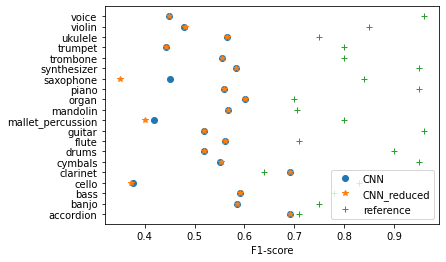 voice
violin
ukulele
trumpet
trombone
synthesizer
saxophone
piano
organ
mandolin
mallet_percussion
guitar
flute
drums
cymbals
clarinet
cello
bass
banjo
accordion
CNN
CNN_reduced
reference
0.4 0.5 0.6 0.7 0.8 0.9
F1-score